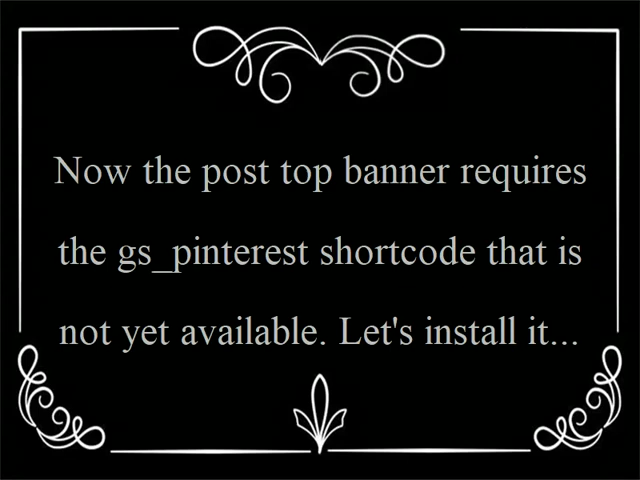 Now the post top banner requires
the gs_pinterest shortcode that is
not yet available. Let's install it...